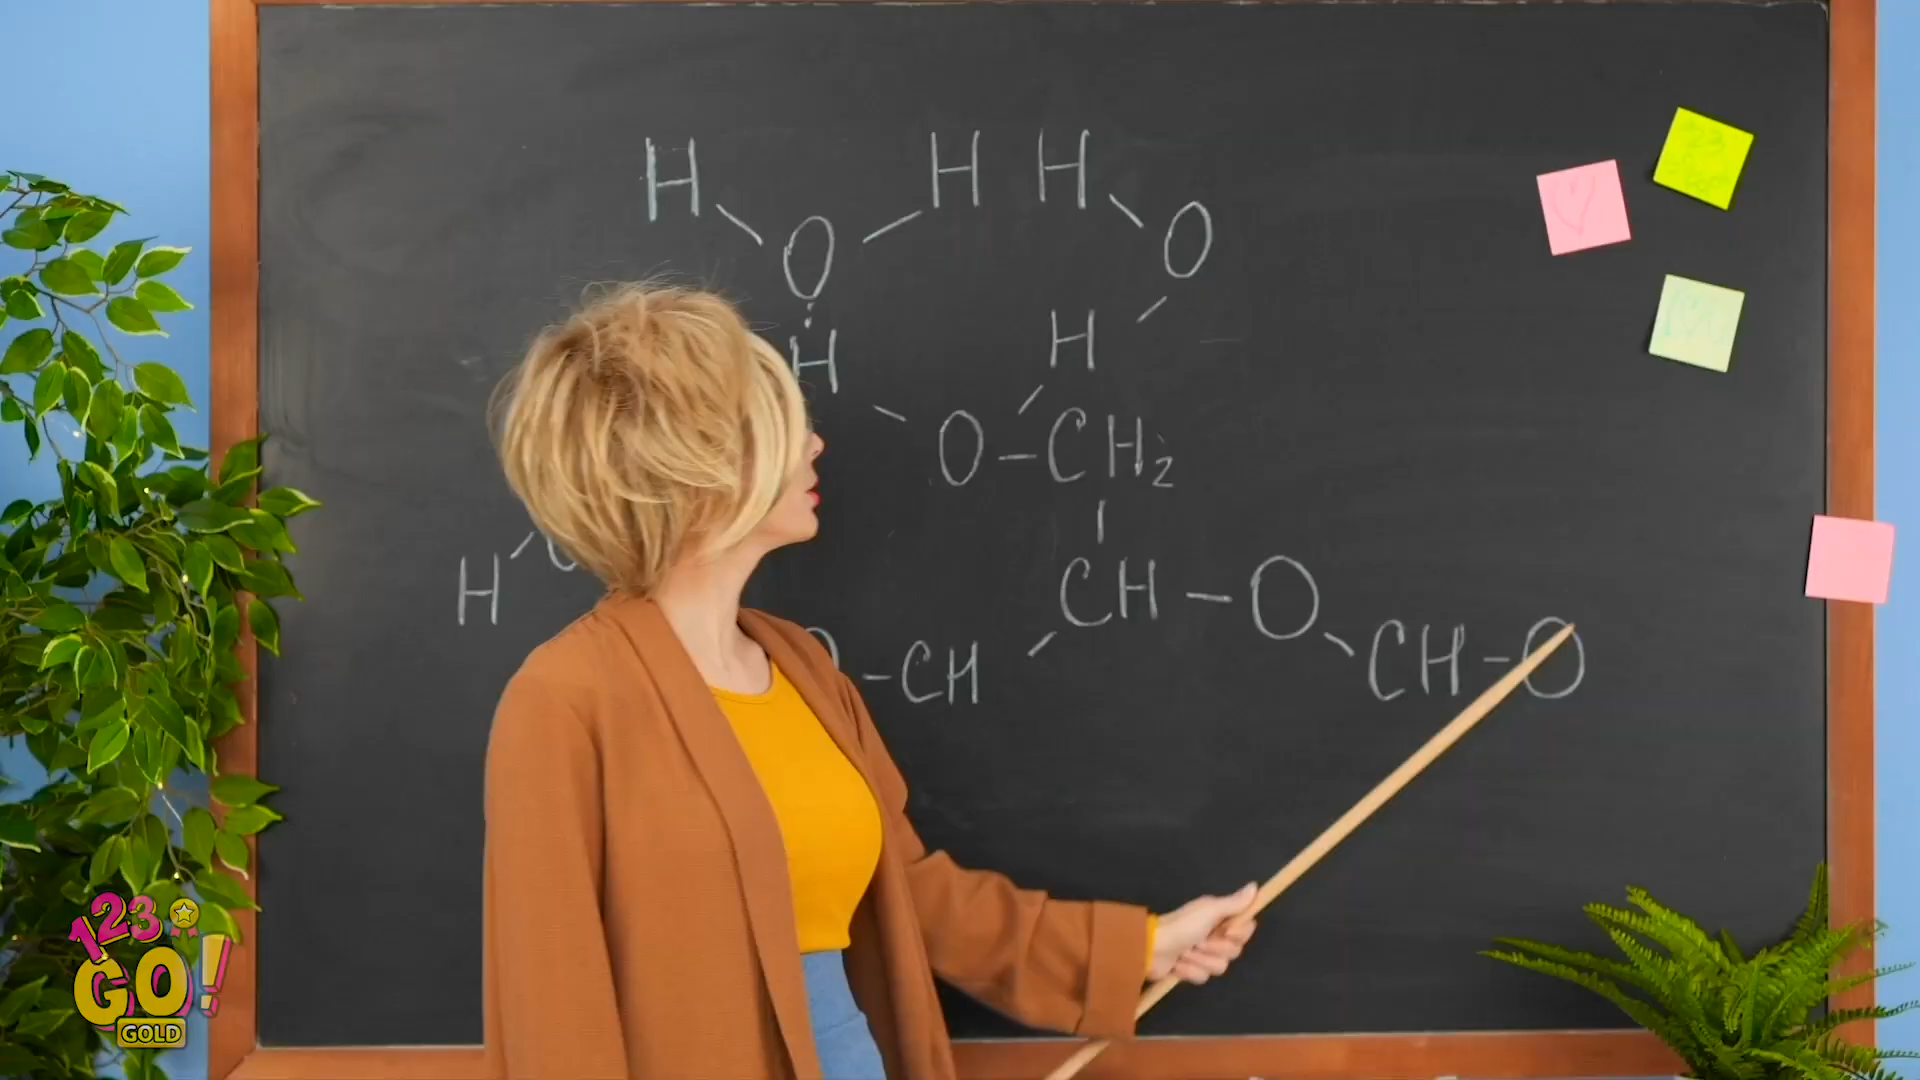 H H H
O O
H H
O – CH₂
H
CH – O
– CH CH – O
123
GO!
GOLD